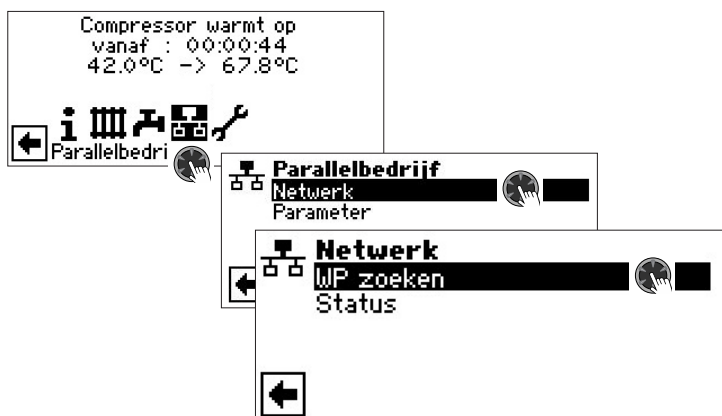 Compressor warmt op
vanaf : 00:00:44
42.0°C -> 67.8°C
Parallelbedri
Parallelbedrijf
Netwerk
Parameter
Netwerk
WP zoeken
Status